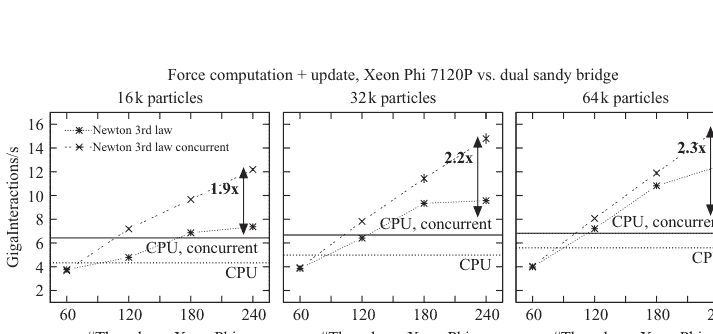 Force computation + update, Xeon Phi 7120P vs. dual sandy bridge
16k particles
32k particles
64k particles
GigaInteractions/s
16
14
12
10
8
6
4
2
Newton 3rd law
Newton 3rd law concurrent
1.9x
CPU, concurrent
CPU
60 120 180 240
2.2x
CPU, concurrent
CPU
60 120 180 240
2.3x
CPU, concurren
CP
60 120 180 2